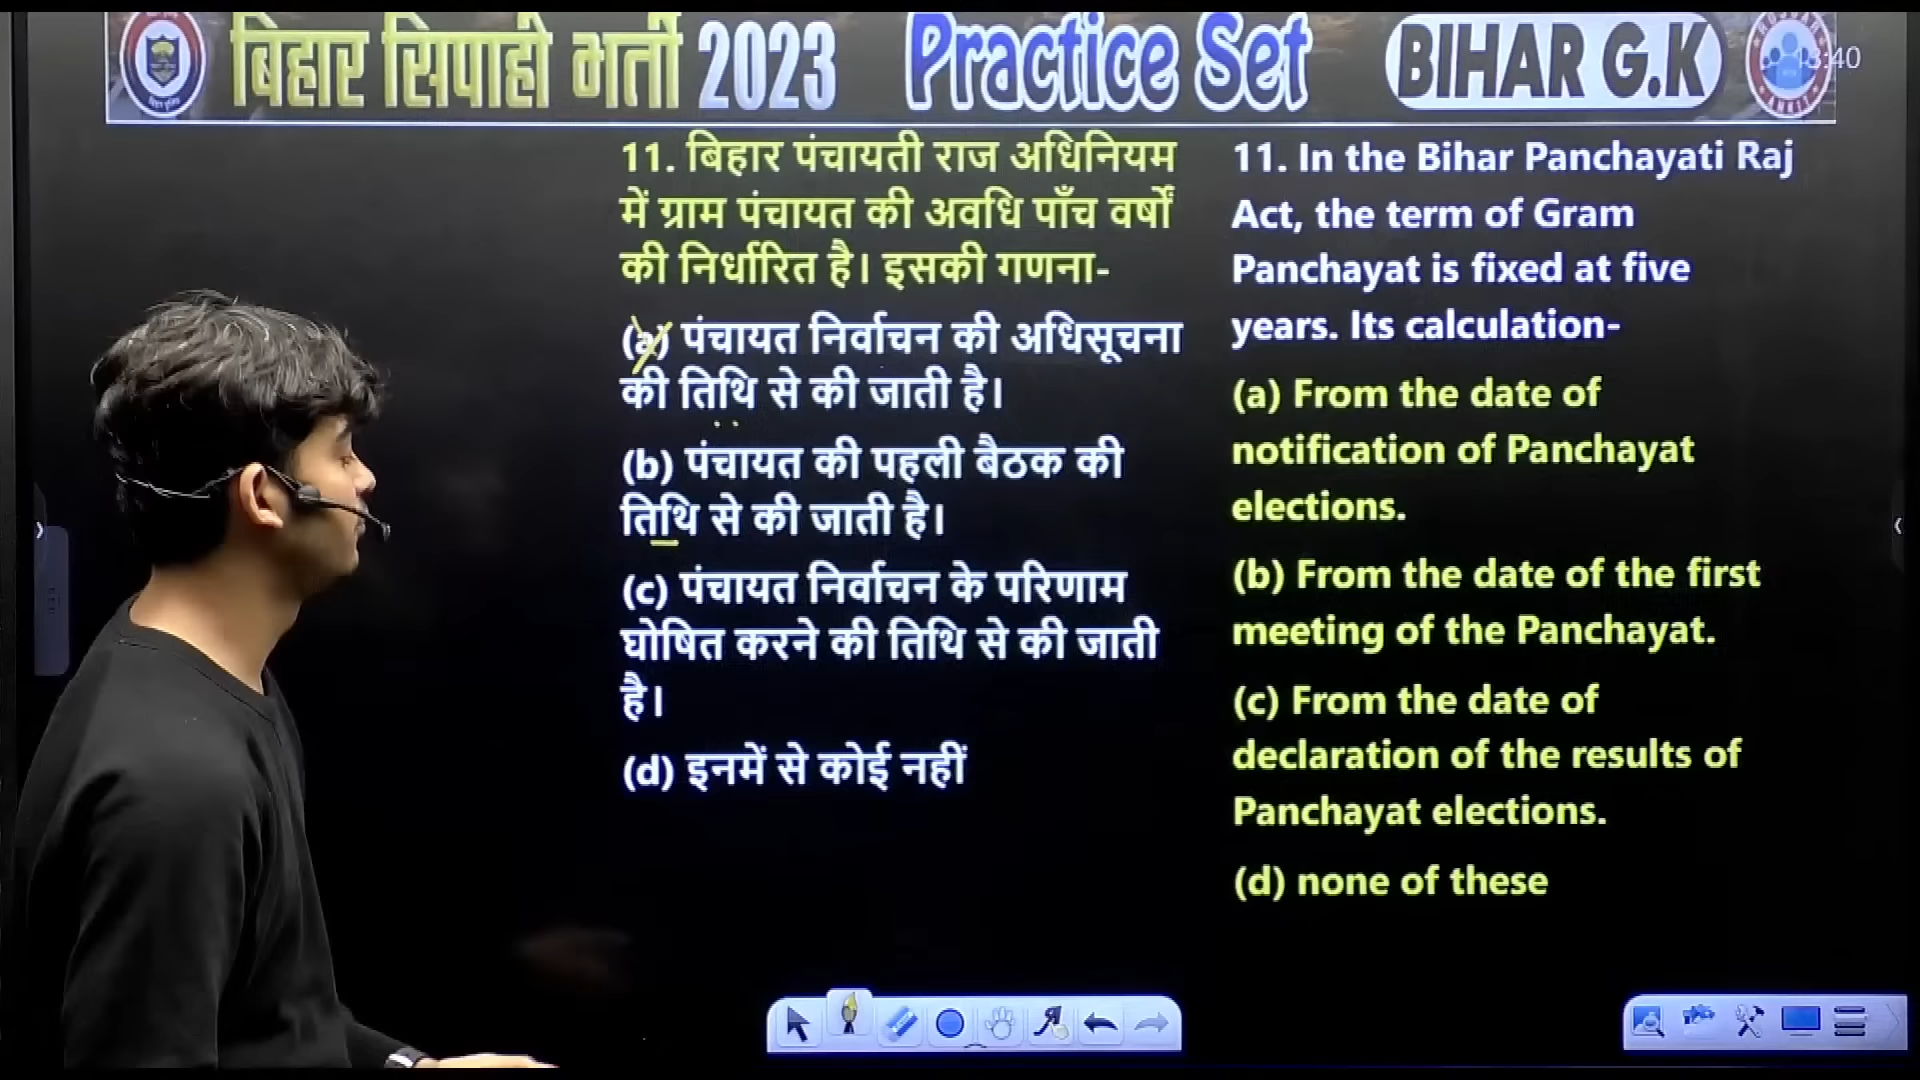 बिहार सिपाही भर्ती 2023 Practice Set BIHAR G.K
13:40
11. बिहार पंचायती राज अधिनियम
में ग्राम पंचायत की अवधि पाँच वर्षों
की निर्धारित है। इसकी गणना-
(a) पंचायत निर्वाचन की अधिसूचना
की तिथि से की जाती है।
(b) पंचायत की पहली बैठक की
तिथि से की जाती है।
(c) पंचायत निर्वाचन के परिणाम
घोषित करने की तिथि से की जाती
है।
(d) इनमें से कोई नहीं
11. In the Bihar Panchayati Raj
Act, the term of Gram
Panchayat is fixed at five
years. Its calculation-
(a) From the date of
notification of Panchayat
elections.
(b) From the date of the first
meeting of the Panchayat.
(c) From the date of
declaration of the results of
Panchayat elections.
(d) none of these